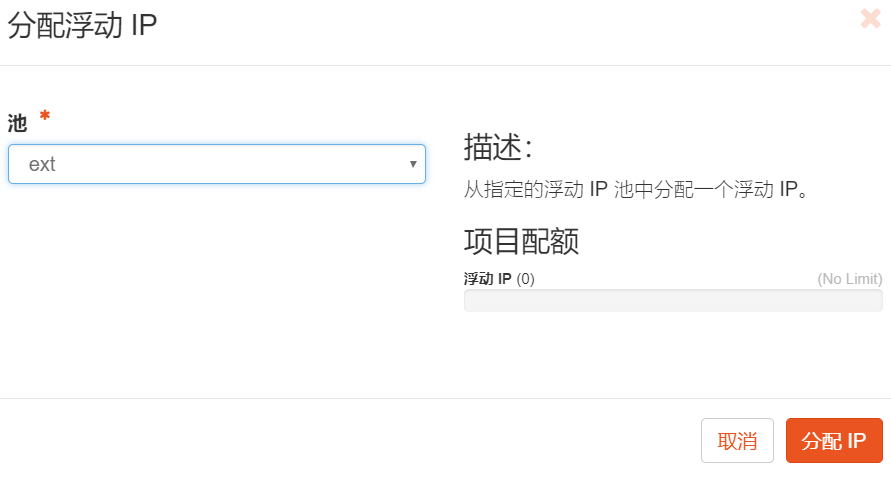 分配浮动 IP
池 *
ext
描述：
从指定的浮动 IP 池中分配一个浮动 IP。
项目配额
浮动 IP (0) (No Limit)
取消 分配 IP